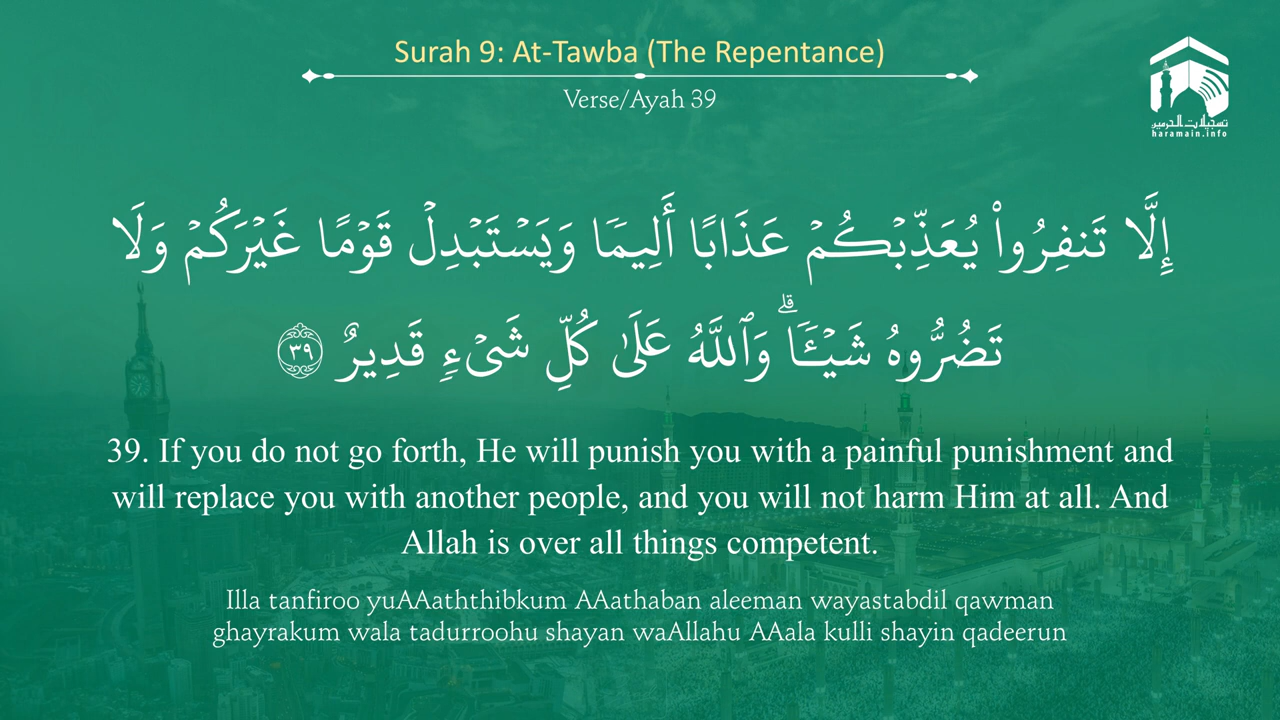 Surah 9: At-Tawba (The Repentance)
Verse/Ayah 39
تسجيلات الحرمين
haramain.info
إِلَّا تَنفِرُوا۟ يُعَذِّبْكُمْ عَذَابًا أَلِيمًۭا وَيَسْتَبْدِلْ قَوْمًا غَيْرَكُمْ وَلَا
تَضُرُّوهُ شَيْـًۭٔا ۗ وَٱللَّهُ عَلَىٰ كُلِّ شَىْءٍۢ قَدِيرٌ ٣٩
39. If you do not go forth, He will punish you with a painful punishment and
will replace you with another people, and you will not harm Him at all. And
Allah is over all things competent.
Illa tanfiroo yuAAaththibkum AAathaban aleeman wayastabdil qawman
ghayrakum wala tadurroohu shayan waAllahu AAala kulli shayin qadeerun